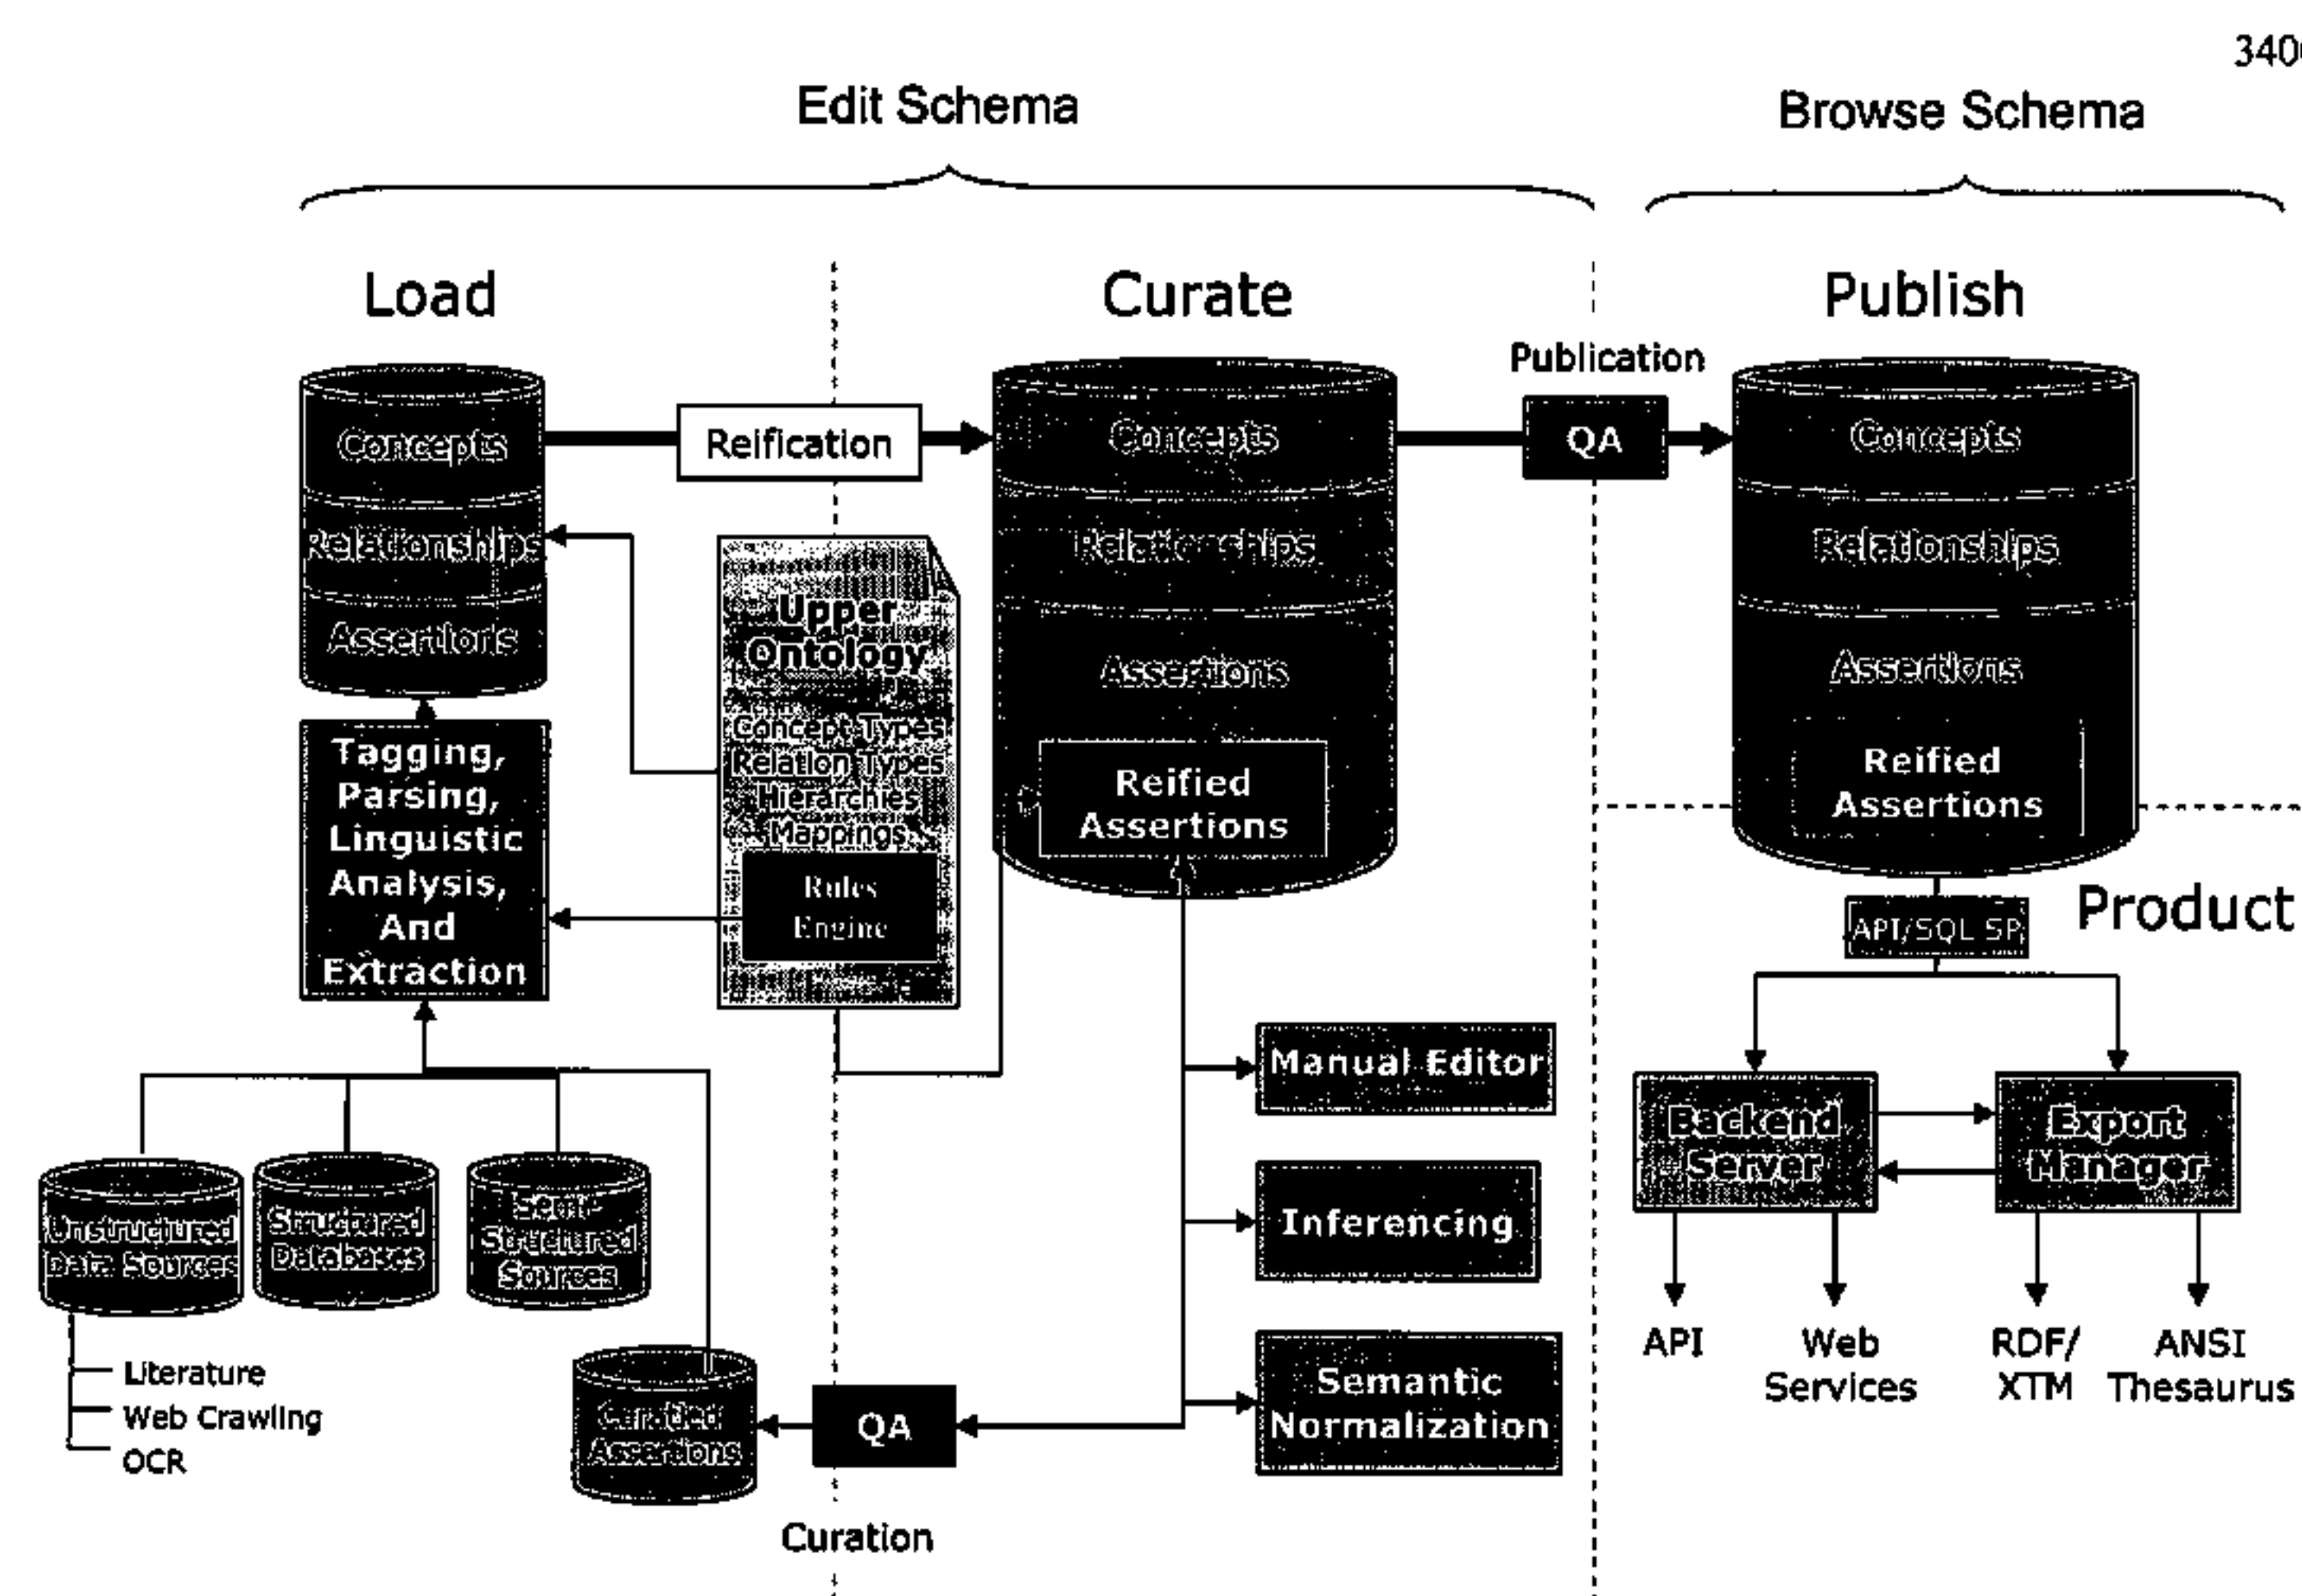 340
Edit Schema
Browse Schema
Load
Curate
Publish
Publication
Concepts
Relationships
Assertions
Reification
Concepts
Relationships
Assertions
Reified
Assertions
QA
Concepts
Relationships
Assertions
Reified
Assertions
Upper
Ontology
Concept Types
Relation Types
Hierarchies
Mappings
Rules
Engine
Tagging,
Parsing,
Linguistic
Analysis,
And
Extraction
API/SQL SP
Product
Manual Editor
Inferencing
Semantic
Normalization
Backend
Server
Export
Manager
API
Web
Services
RDF/
XTM
ANSI
Thesaurus
Unstructured
Data Sources
Structured
Databases
Semi-
Structured
Sources
Literature
Web Crawling
OCR
Curated
Assertions
QA
Curation